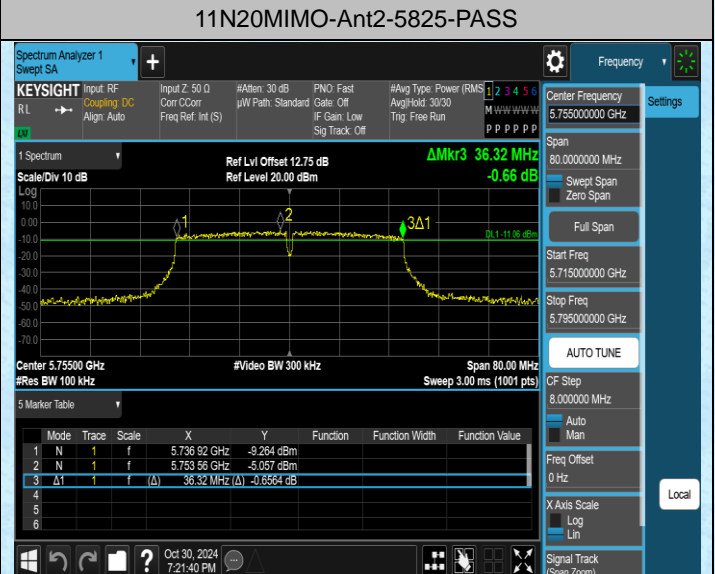 11N20MIMO-Ant2-5825-PASS
Spectrum Analyzer 1
Swept SA
Frequency
KEYSIGHT
RL
LXI
Input: RF
Coupling: DC
Align: Auto
Input Z: 50 Ω
Corr CCorr
Freq Ref: Int (S)
#Atten: 30 dB
µW Path: Standard
PNO: Fast
Gate: Off
IF Gain: Low
Sig Track: Off
#Avg Type: Power (RMS
Avg|Hold: 30/30
Trig: Free Run
1 2 3 4 5 6
M W W W W W
P P P P P P
1 Spectrum
Scale/Div 10 dB
Ref Lvl Offset 12.75 dB
Ref Level 20.00 dBm
ΔMkr3 36.32 MHz
-0.66 dB
Log
10.0
0.00
-10.0
-20.0
-30.0
-40.0
-50.0
-60.0
-70.0
1
2
3Δ1
DL1 -11.06 dBm
Center 5.75500 GHz
#Res BW 100 kHz
#Video BW 300 kHz
Span 80.00 MHz
Sweep 3.00 ms (1001 pts)
5 Marker Table
Mode Trace Scale X Y Function Function Width Function Value
1 N 1 f 5.736 92 GHz -9.264 dBm
2 N 1 f 5.753 56 GHz -5.057 dBm
3 Δ1 1 f (Δ) 36.32 MHz (Δ) -0.6564 dB
4
5
6
Oct 30, 2024
7:21:40 PM
Center Frequency
5.755000000 GHz
Settings
Span
80.0000000 MHz
Swept Span
Zero Span
Full Span
Start Freq
5.715000000 GHz
Stop Freq
5.795000000 GHz
AUTO TUNE
CF Step
8.000000 MHz
Auto
Man
Freq Offset
0 Hz
X Axis Scale
Log
Lin
Local
Signal Track
(Span Zoom)